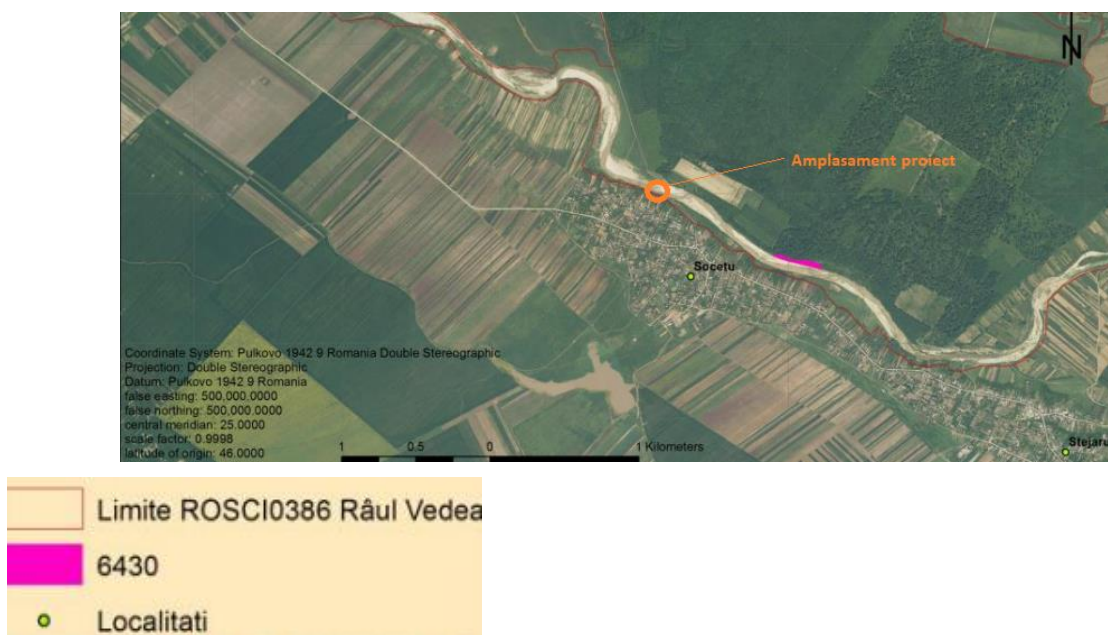 N
Amplasament proiect
Socetu
Coordinate System: Pulkovo 1942 9 Romania Double Stereographic
Projection: Double Stereographic
Datum: Pulkovo 1942 9 Romania
false easting: 500,000.0000
false northing: 500,000.0000
central meridian: 25.0000
scale factor: 0.9998
latitude of origin: 46.0000
1 0.5 0 1 Kilometers
Stejaru
Limite ROSCI0386 Râul Vedea
6430
Localitati